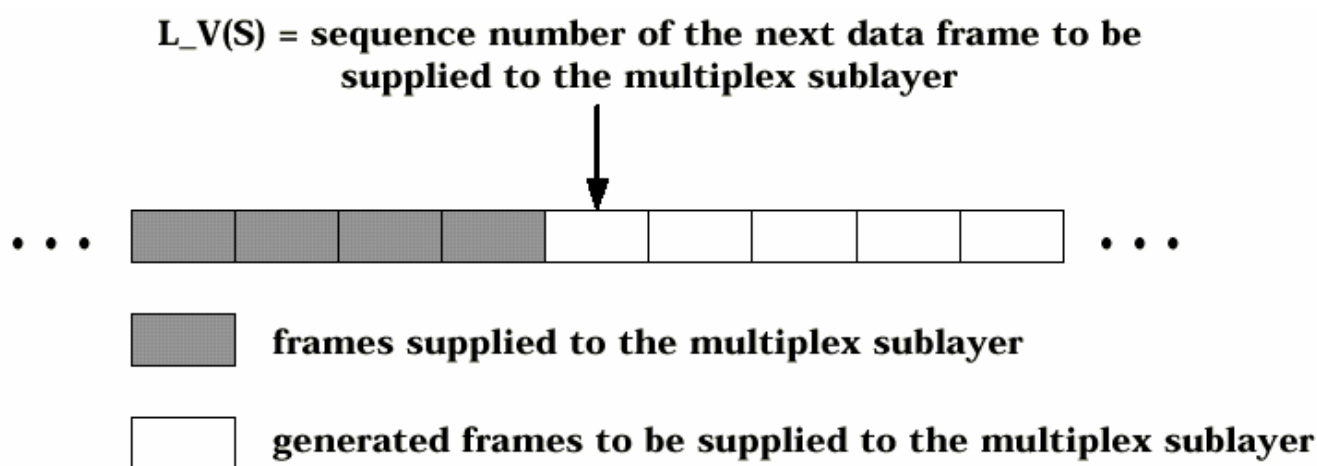 L_V(S) = sequence number of the next data frame to be
supplied to the multiplex sublayer
• • •
• • •
frames supplied to the multiplex sublayer
generated frames to be supplied to the multiplex sublayer